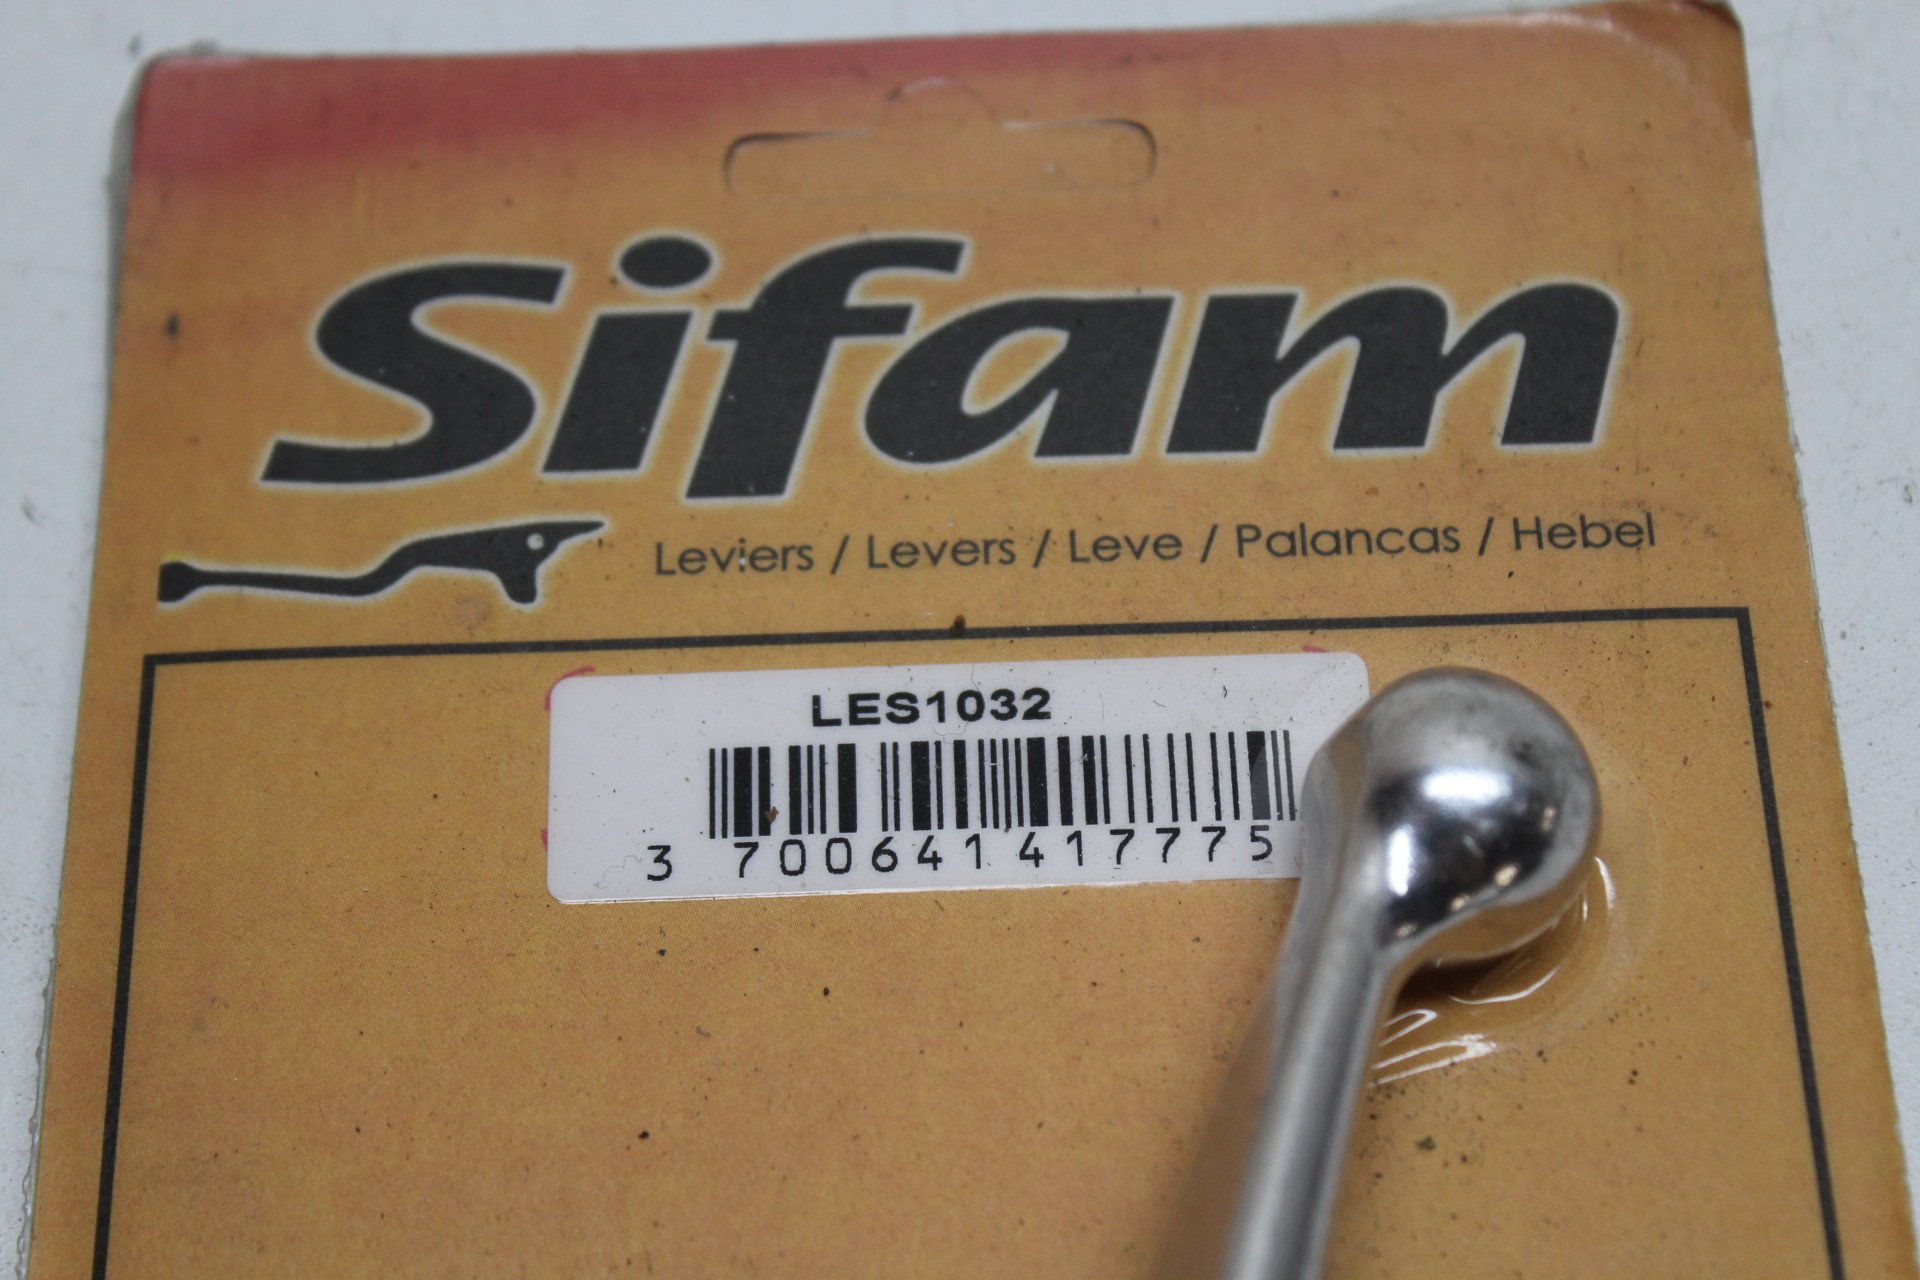 Sifam
Leviers / Levers / Leve / Palancas / Hebel
LES1032
3 700641 417775